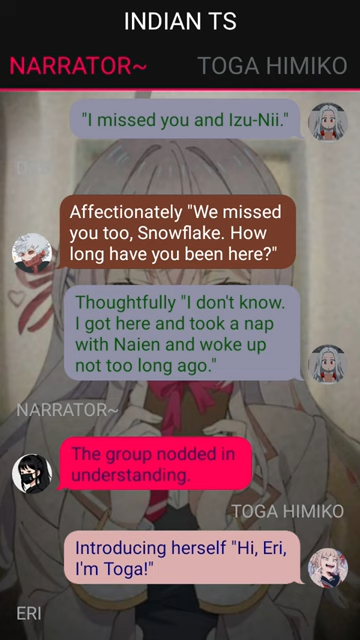 INDIAN TS
NARRATOR~
TOGA HIMIKO
"I missed you and Izu-Nii."
Affectionately "We missed
you too, Snowflake. How
long have you been here?"
Thoughtfully "I don't know.
I got here and took a nap
with Naien and woke up
not too long ago."
NARRATOR~
The group nodded in
understanding.
TOGA HIMIKO
Introducing herself "Hi, Eri,
I'm Toga!"
ERI